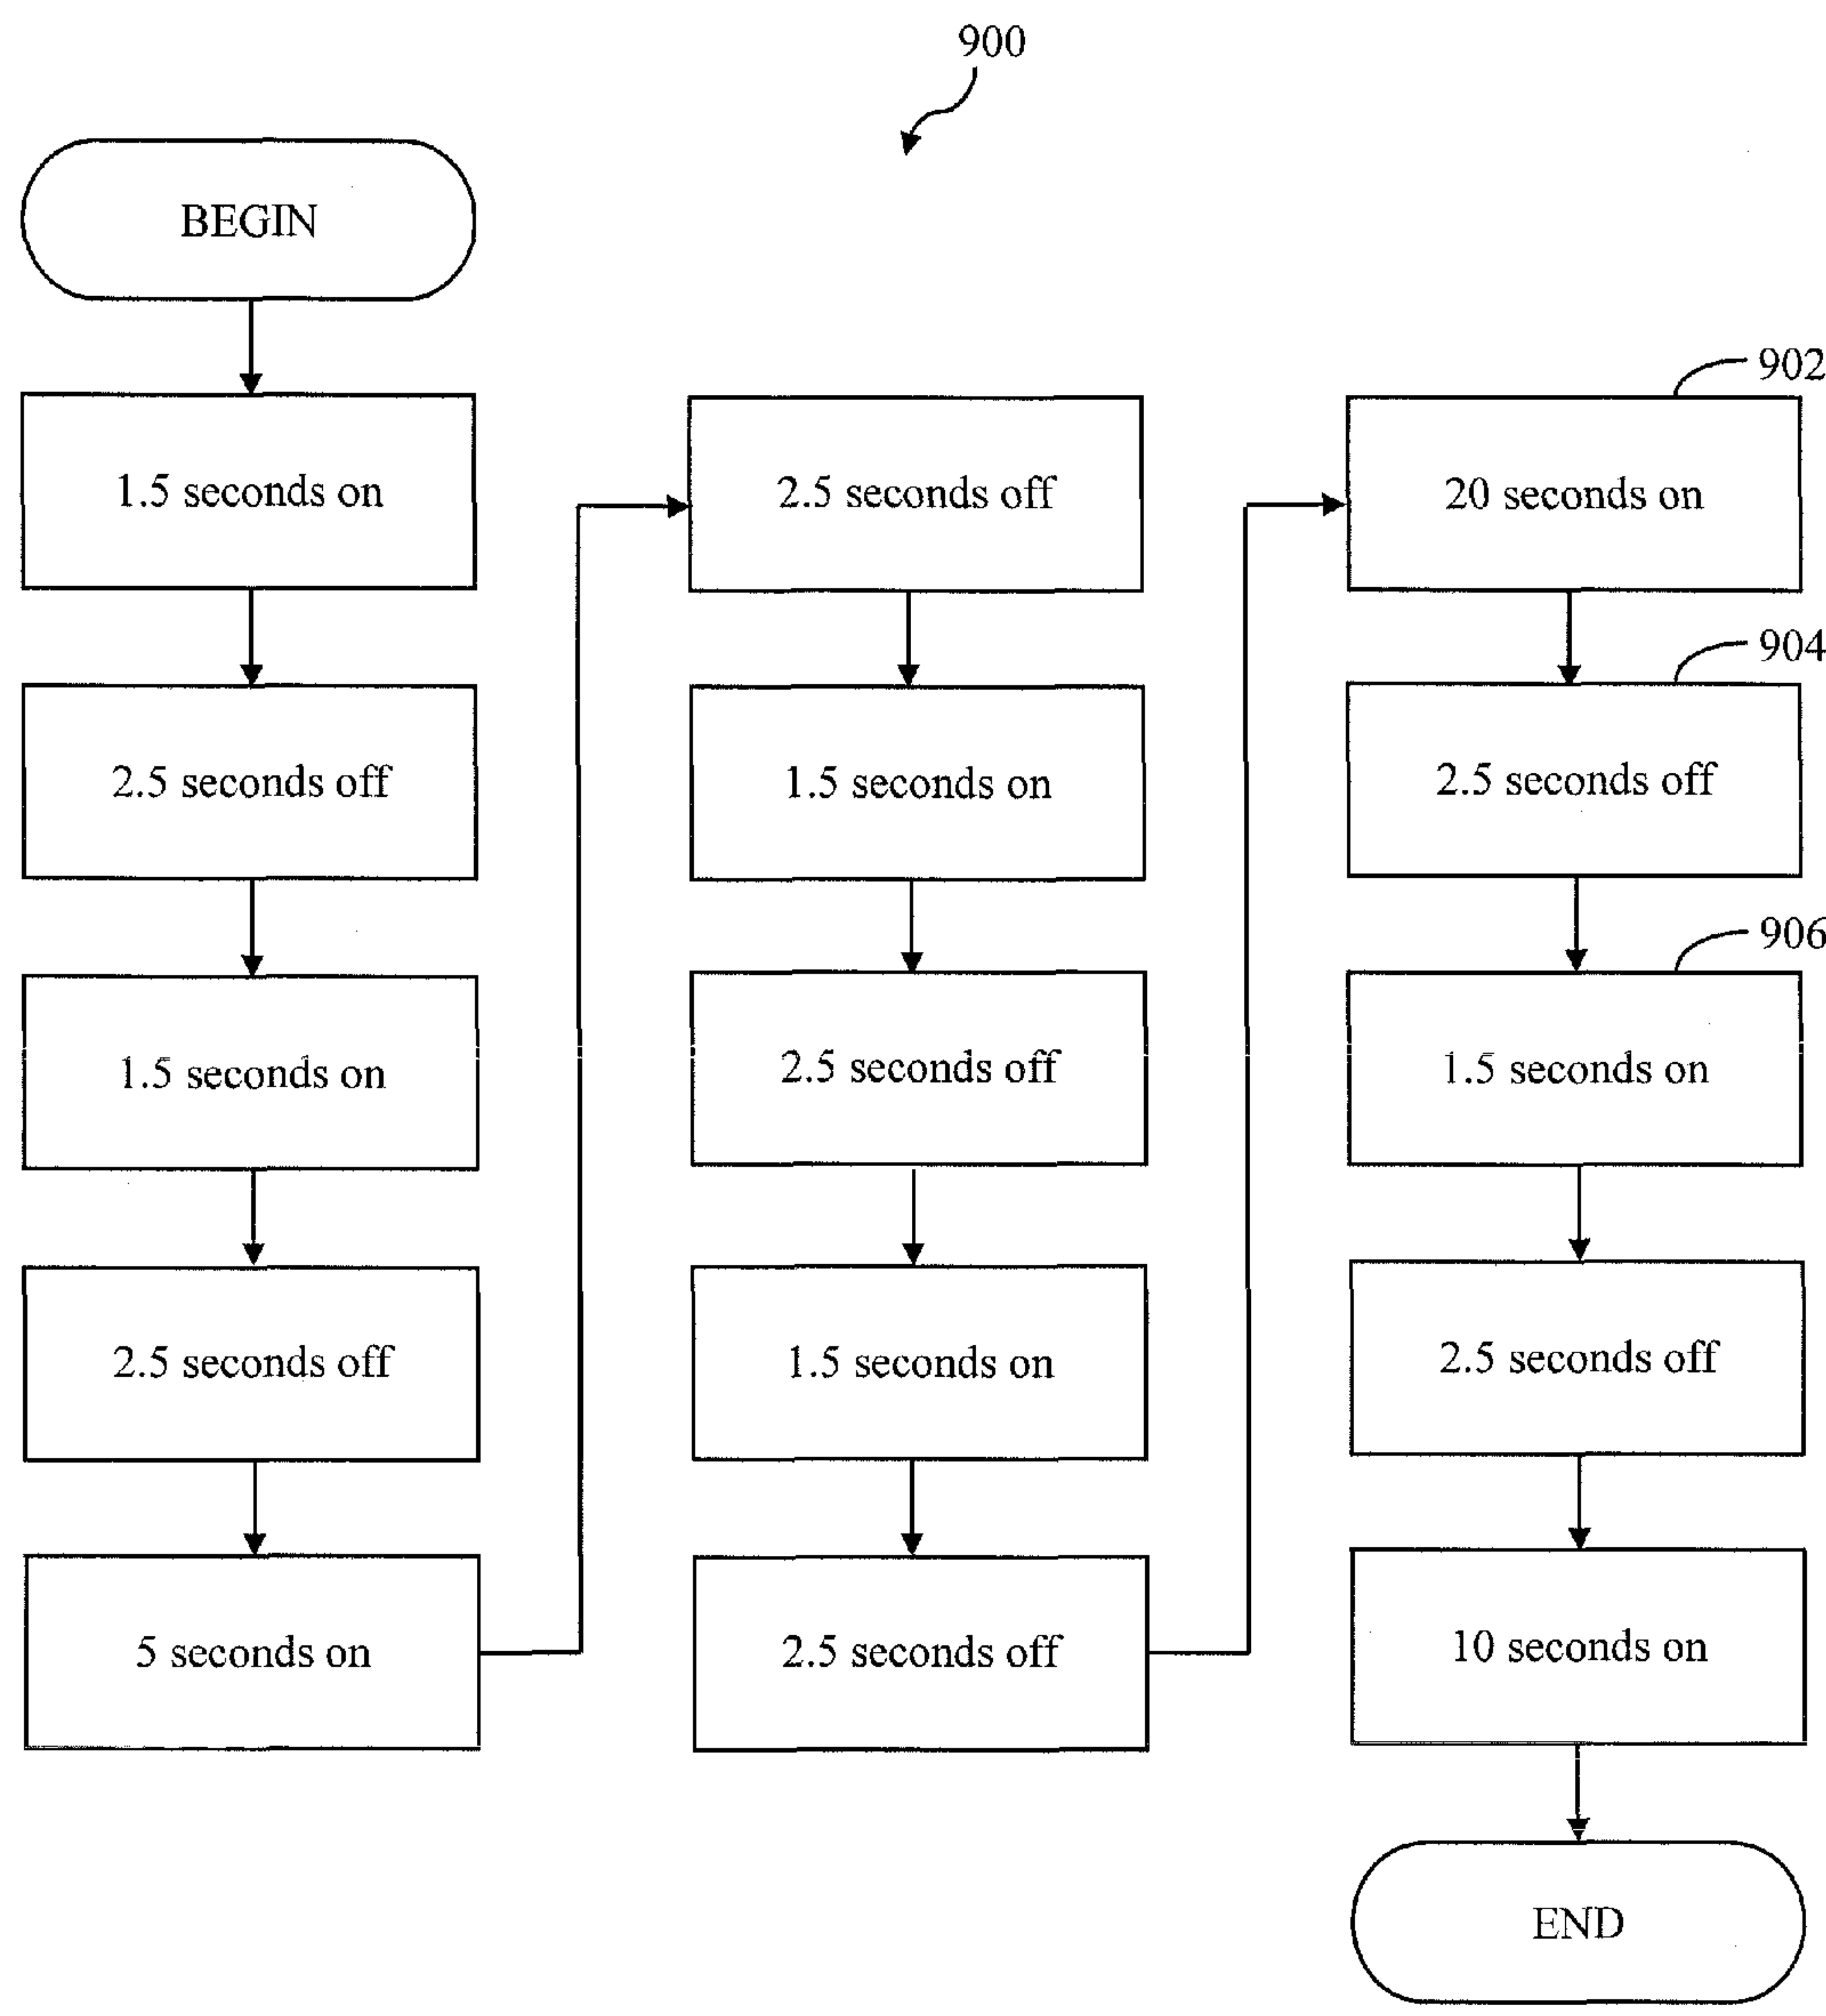 900
BEGIN
1.5 seconds on
2.5 seconds off
1.5 seconds on
2.5 seconds off
5 seconds on
2.5 seconds off
1.5 seconds on
2.5 seconds off
1.5 seconds on
2.5 seconds off
902
20 seconds on
904
2.5 seconds off
906
1.5 seconds on
2.5 seconds off
10 seconds on
END